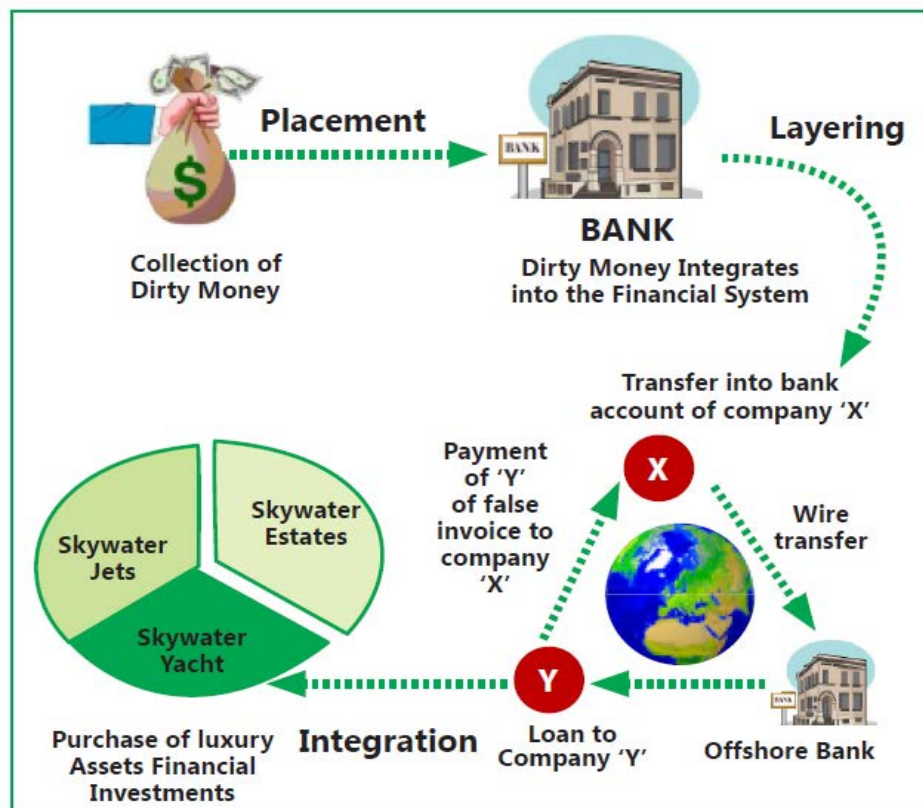 Placement
Layering
$
BANK
BANK
Collection of
Dirty Money
Dirty Money Integrates
into the Financial System
Transfer into bank
account of company ‘X’
X
Payment
of ‘Y’
of false
invoice to
company
‘X’
Wire
transfer
Skywater
Estates
Skywater
Jets
Skywater
Yacht
Y
BANK
Purchase of luxury
Assets Financial
Investments
Integration
Loan to
Company ‘Y’
Offshore Bank